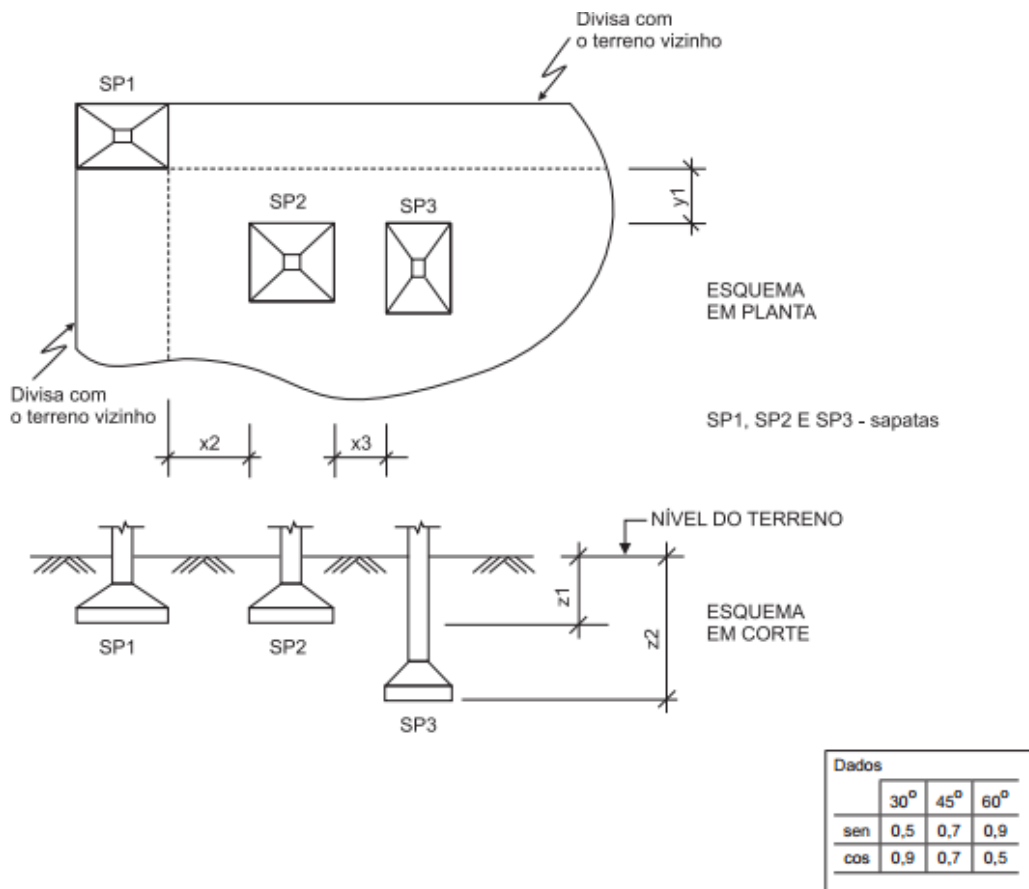 Divisa com
o terreno vizinho
SP1
SP2
SP3
y1
ESQUEMA
EM PLANTA
Divisa com
o terreno vizinho
SP1, SP2 E SP3 - sapatas
x2
x3
NÍVEL DO TERRENO
z1
z2
ESQUEMA
EM CORTE
SP1
SP2
SP3
Dados
30° 45° 60°
sen 0,5 0,7 0,9
cos 0,9 0,7 0,5